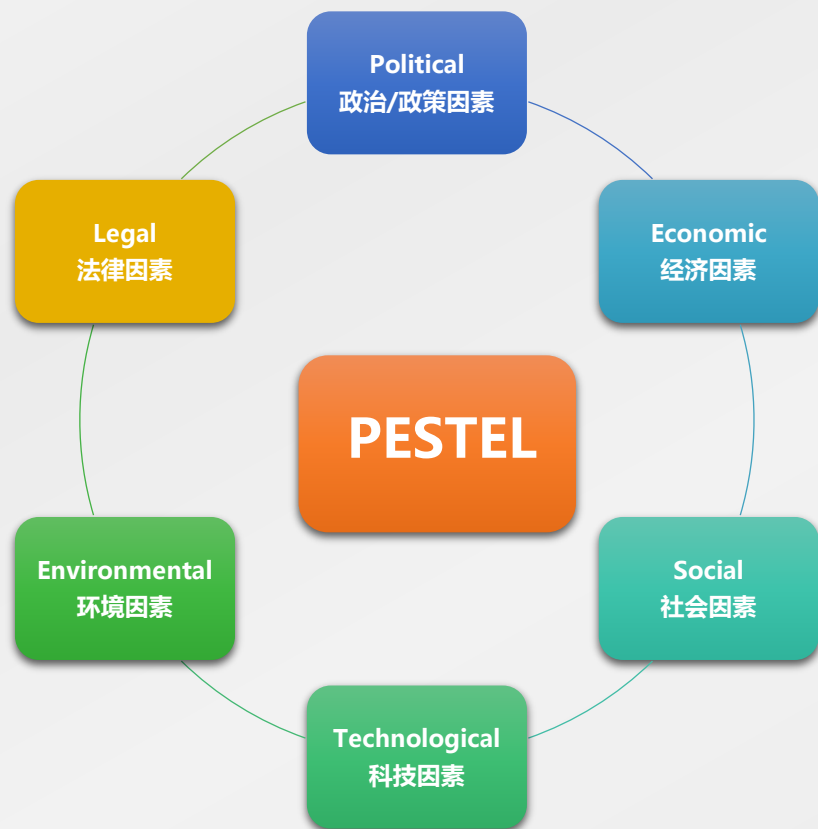 Political
政治/政策因素
Legal
法律因素
Economic
经济因素
PESTEL
Environmental
环境因素
Social
社会因素
Technological
科技因素